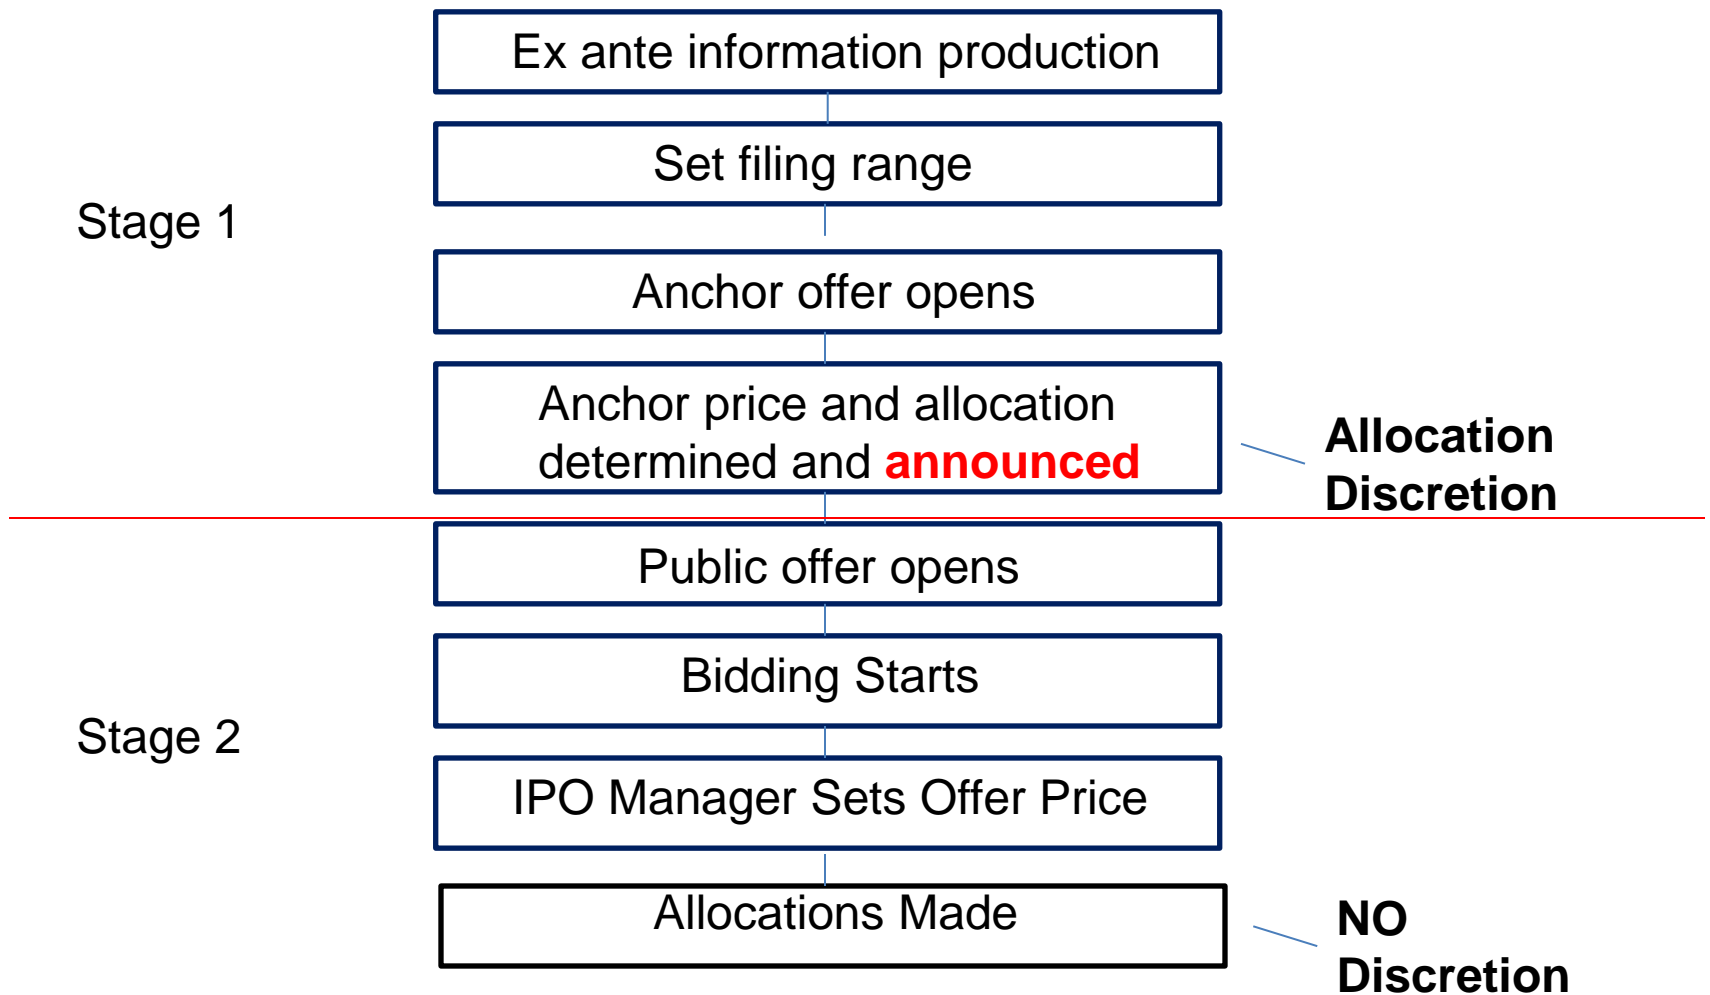 Ex ante information production
Set filing range
Stage 1
Anchor offer opens
Anchor price and allocation
determined and announced
Allocation
Discretion
Public offer opens
Bidding Starts
Stage 2
IPO Manager Sets Offer Price
Allocations Made
NO
Discretion